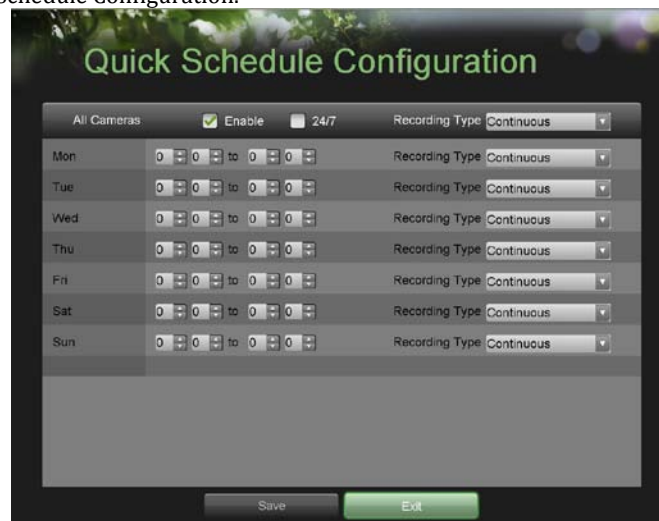 Schedule Configuration.
Quick Schedule Configuration
All Cameras Enable 24/7 Recording Type Continuous
Mon 0 0 to 0 0 Recording Type Continuous
Tue 0 0 to 0 0 Recording Type Continuous
Wed 0 0 to 0 0 Recording Type Continuous
Thu 0 0 to 0 0 Recording Type Continuous
Fri 0 0 to 0 0 Recording Type Continuous
Sat 0 0 to 0 0 Recording Type Continuous
Sun 0 0 to 0 0 Recording Type Continuous
Save Exit